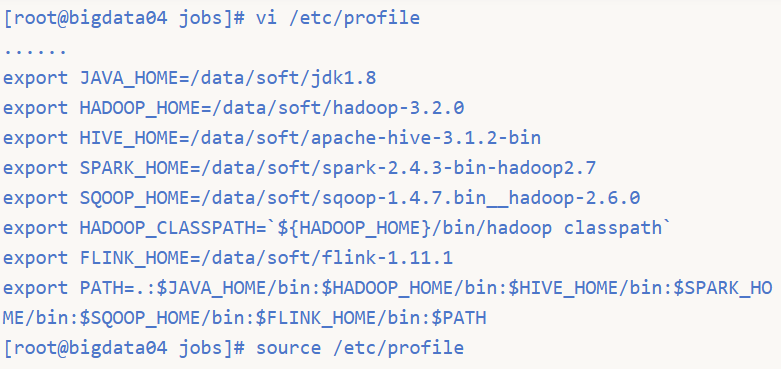 [root@bigdata04 jobs]# vi /etc/profile
......
export JAVA_HOME=/data/soft/jdk1.8
export HADOOP_HOME=/data/soft/hadoop-3.2.0
export HIVE_HOME=/data/soft/apache-hive-3.1.2-bin
export SPARK_HOME=/data/soft/spark-2.4.3-bin-hadoop2.7
export SQOOP_HOME=/data/soft/sqoop-1.4.7.bin__hadoop-2.6.0
export HADOOP_CLASSPATH=`${HADOOP_HOME}/bin/hadoop classpath`
export FLINK_HOME=/data/soft/flink-1.11.1
export PATH=.:$JAVA_HOME/bin:$HADOOP_HOME/bin:$HIVE_HOME/bin:$SPARK_HO
ME/bin:$SQOOP_HOME/bin:$FLINK_HOME/bin:$PATH
[root@bigdata04 jobs]# source /etc/profile